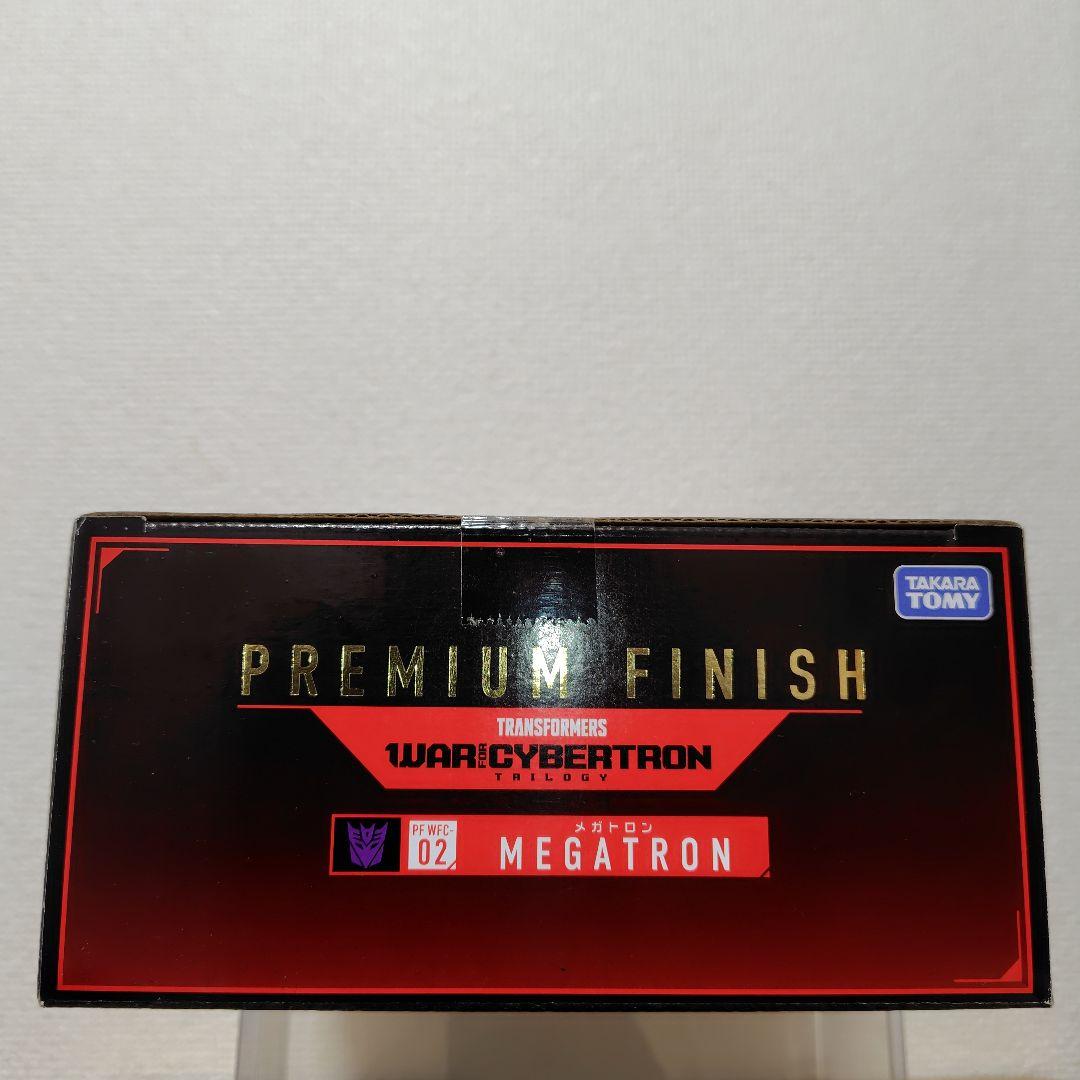 TAKARA
TOMY
PREMIUM FINISH
TRANSFORMERS
WAR FOR CYBERTRON
TRILOGY
PF WFC-
02
メガトロン
MEGATRON